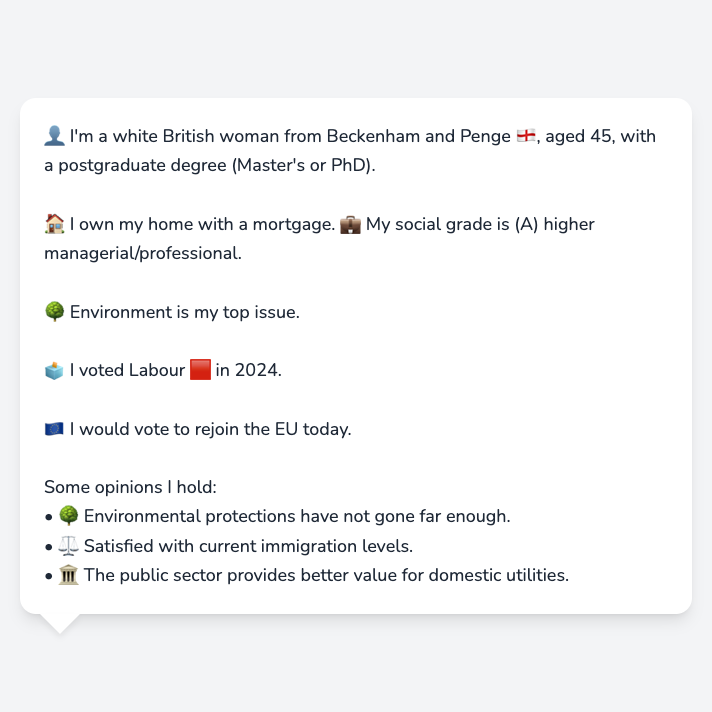 👤 I'm a white British woman from Beckenham and Penge 🏴󠁧󠁢󠁥󠁮󠁧󠁿, aged 45, with
a postgraduate degree (Master's or PhD).
🏠 I own my home with a mortgage. 💼 My social grade is (A) higher
managerial/professional.
🌳 Environment is my top issue.
🗳️ I voted Labour 🟥 in 2024.
🇪🇺 I would vote to rejoin the EU today.
Some opinions I hold:
• 🌳 Environmental protections have not gone far enough.
• ⚖️ Satisfied with current immigration levels.
• 🏛️ The public sector provides better value for domestic utilities.